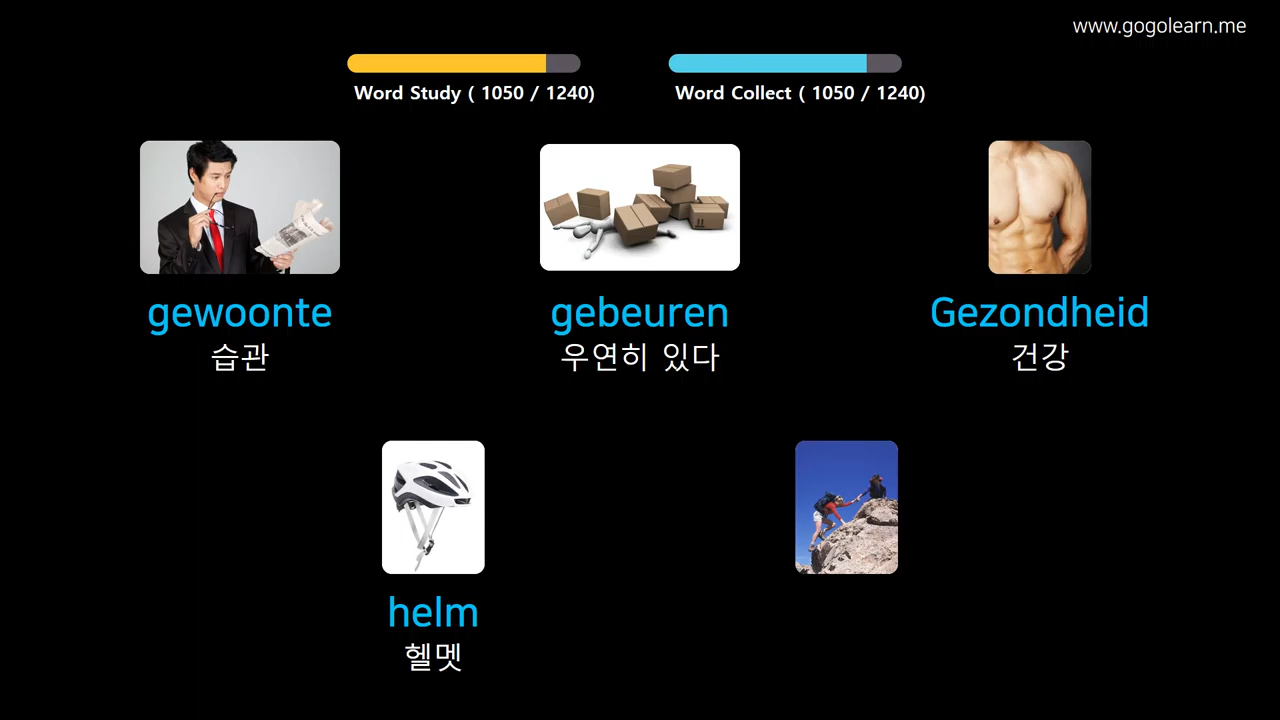 www.gogolearn.me
Word Study ( 1050 / 1240)
Word Collect ( 1050 / 1240)
gewoonte
습관
gebeuren
우연히 있다
Gezondheid
건강
helm
헬멧